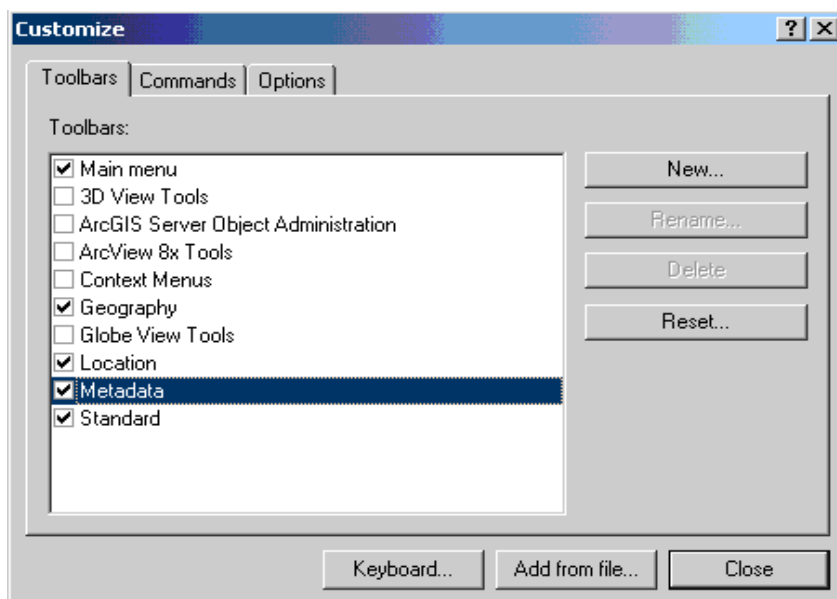 Customize
Toolbars Commands Options
Toolbars:
Main menu
3D View Tools
ArcGIS Server Object Administration
ArcView 8x Tools
Context Menus
Geography
Globe View Tools
Location
Metadata
Standard
New...
Rename...
Delete
Reset...
Keyboard... Add from file... Close